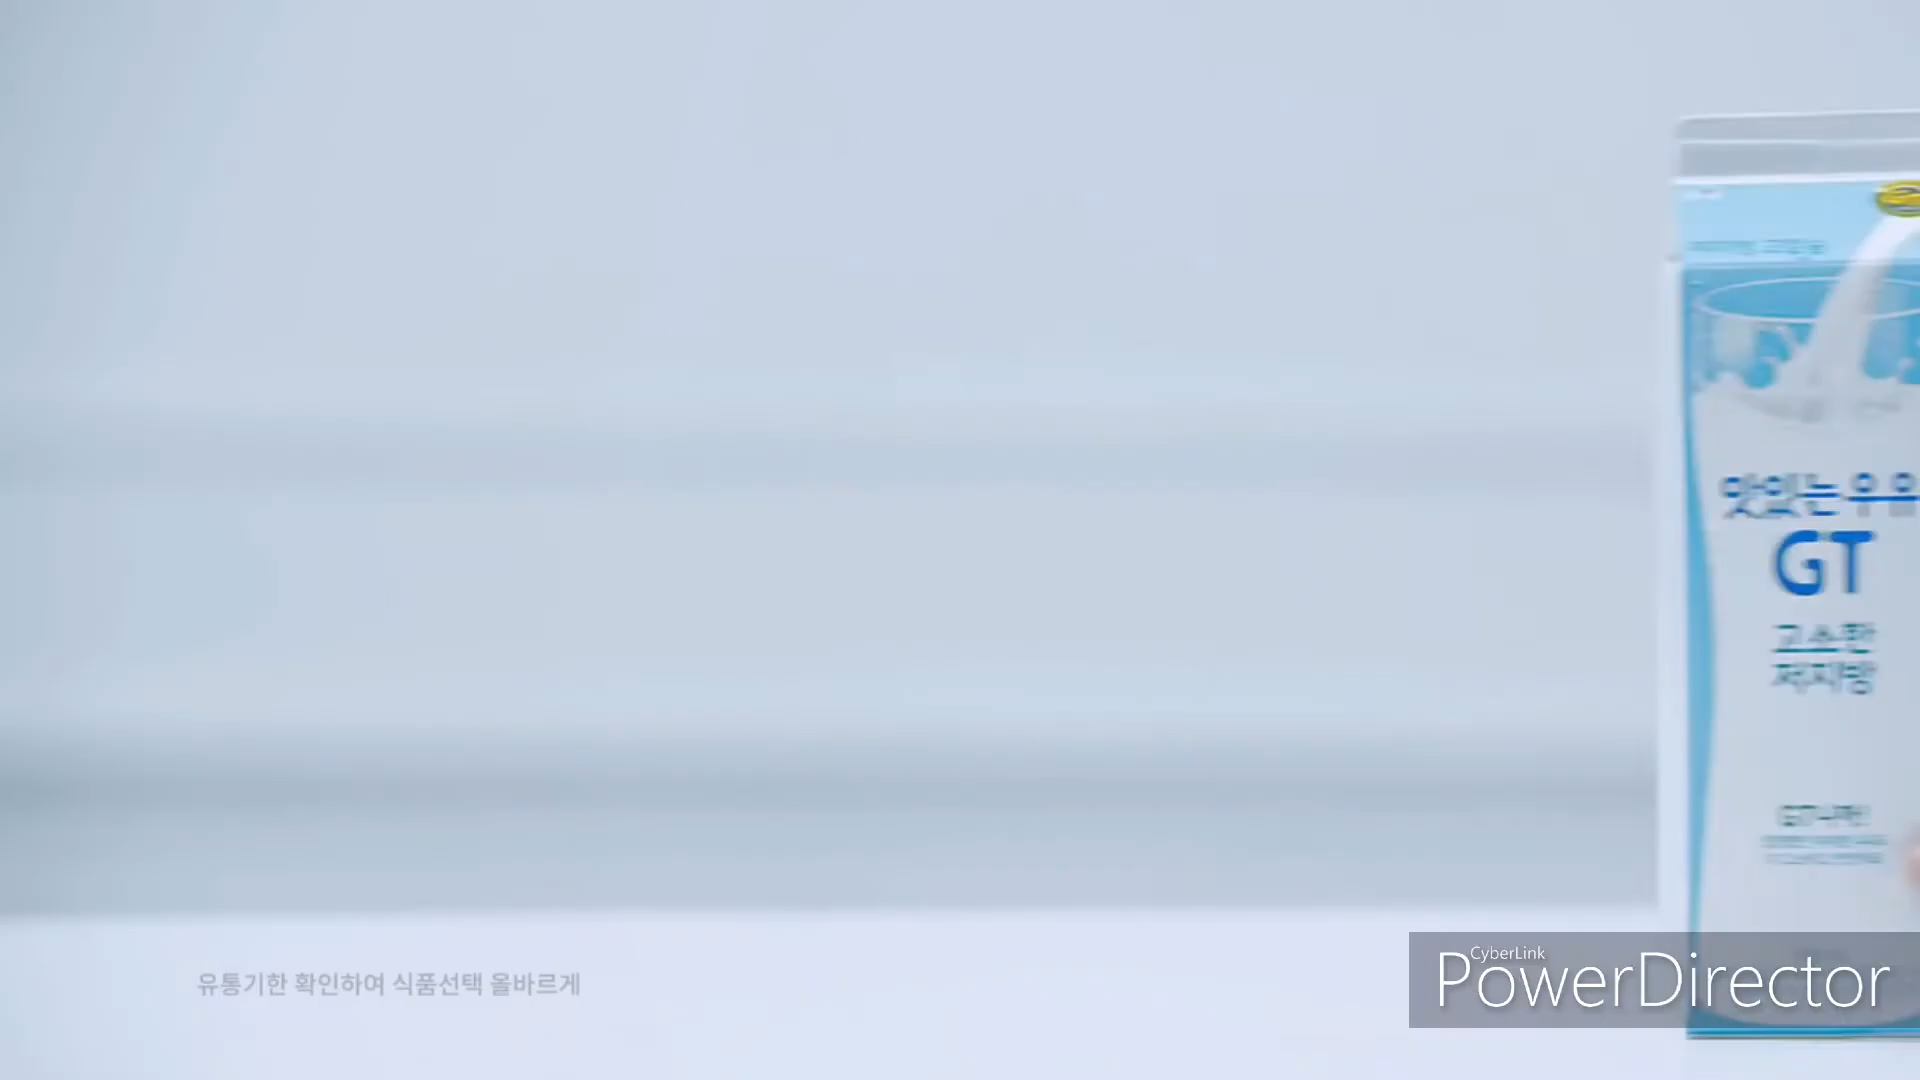 맛있는우유
GT
고소한
저지방
유통기한 확인하여 식품선택 올바르게
CyberLink
PowerDirector